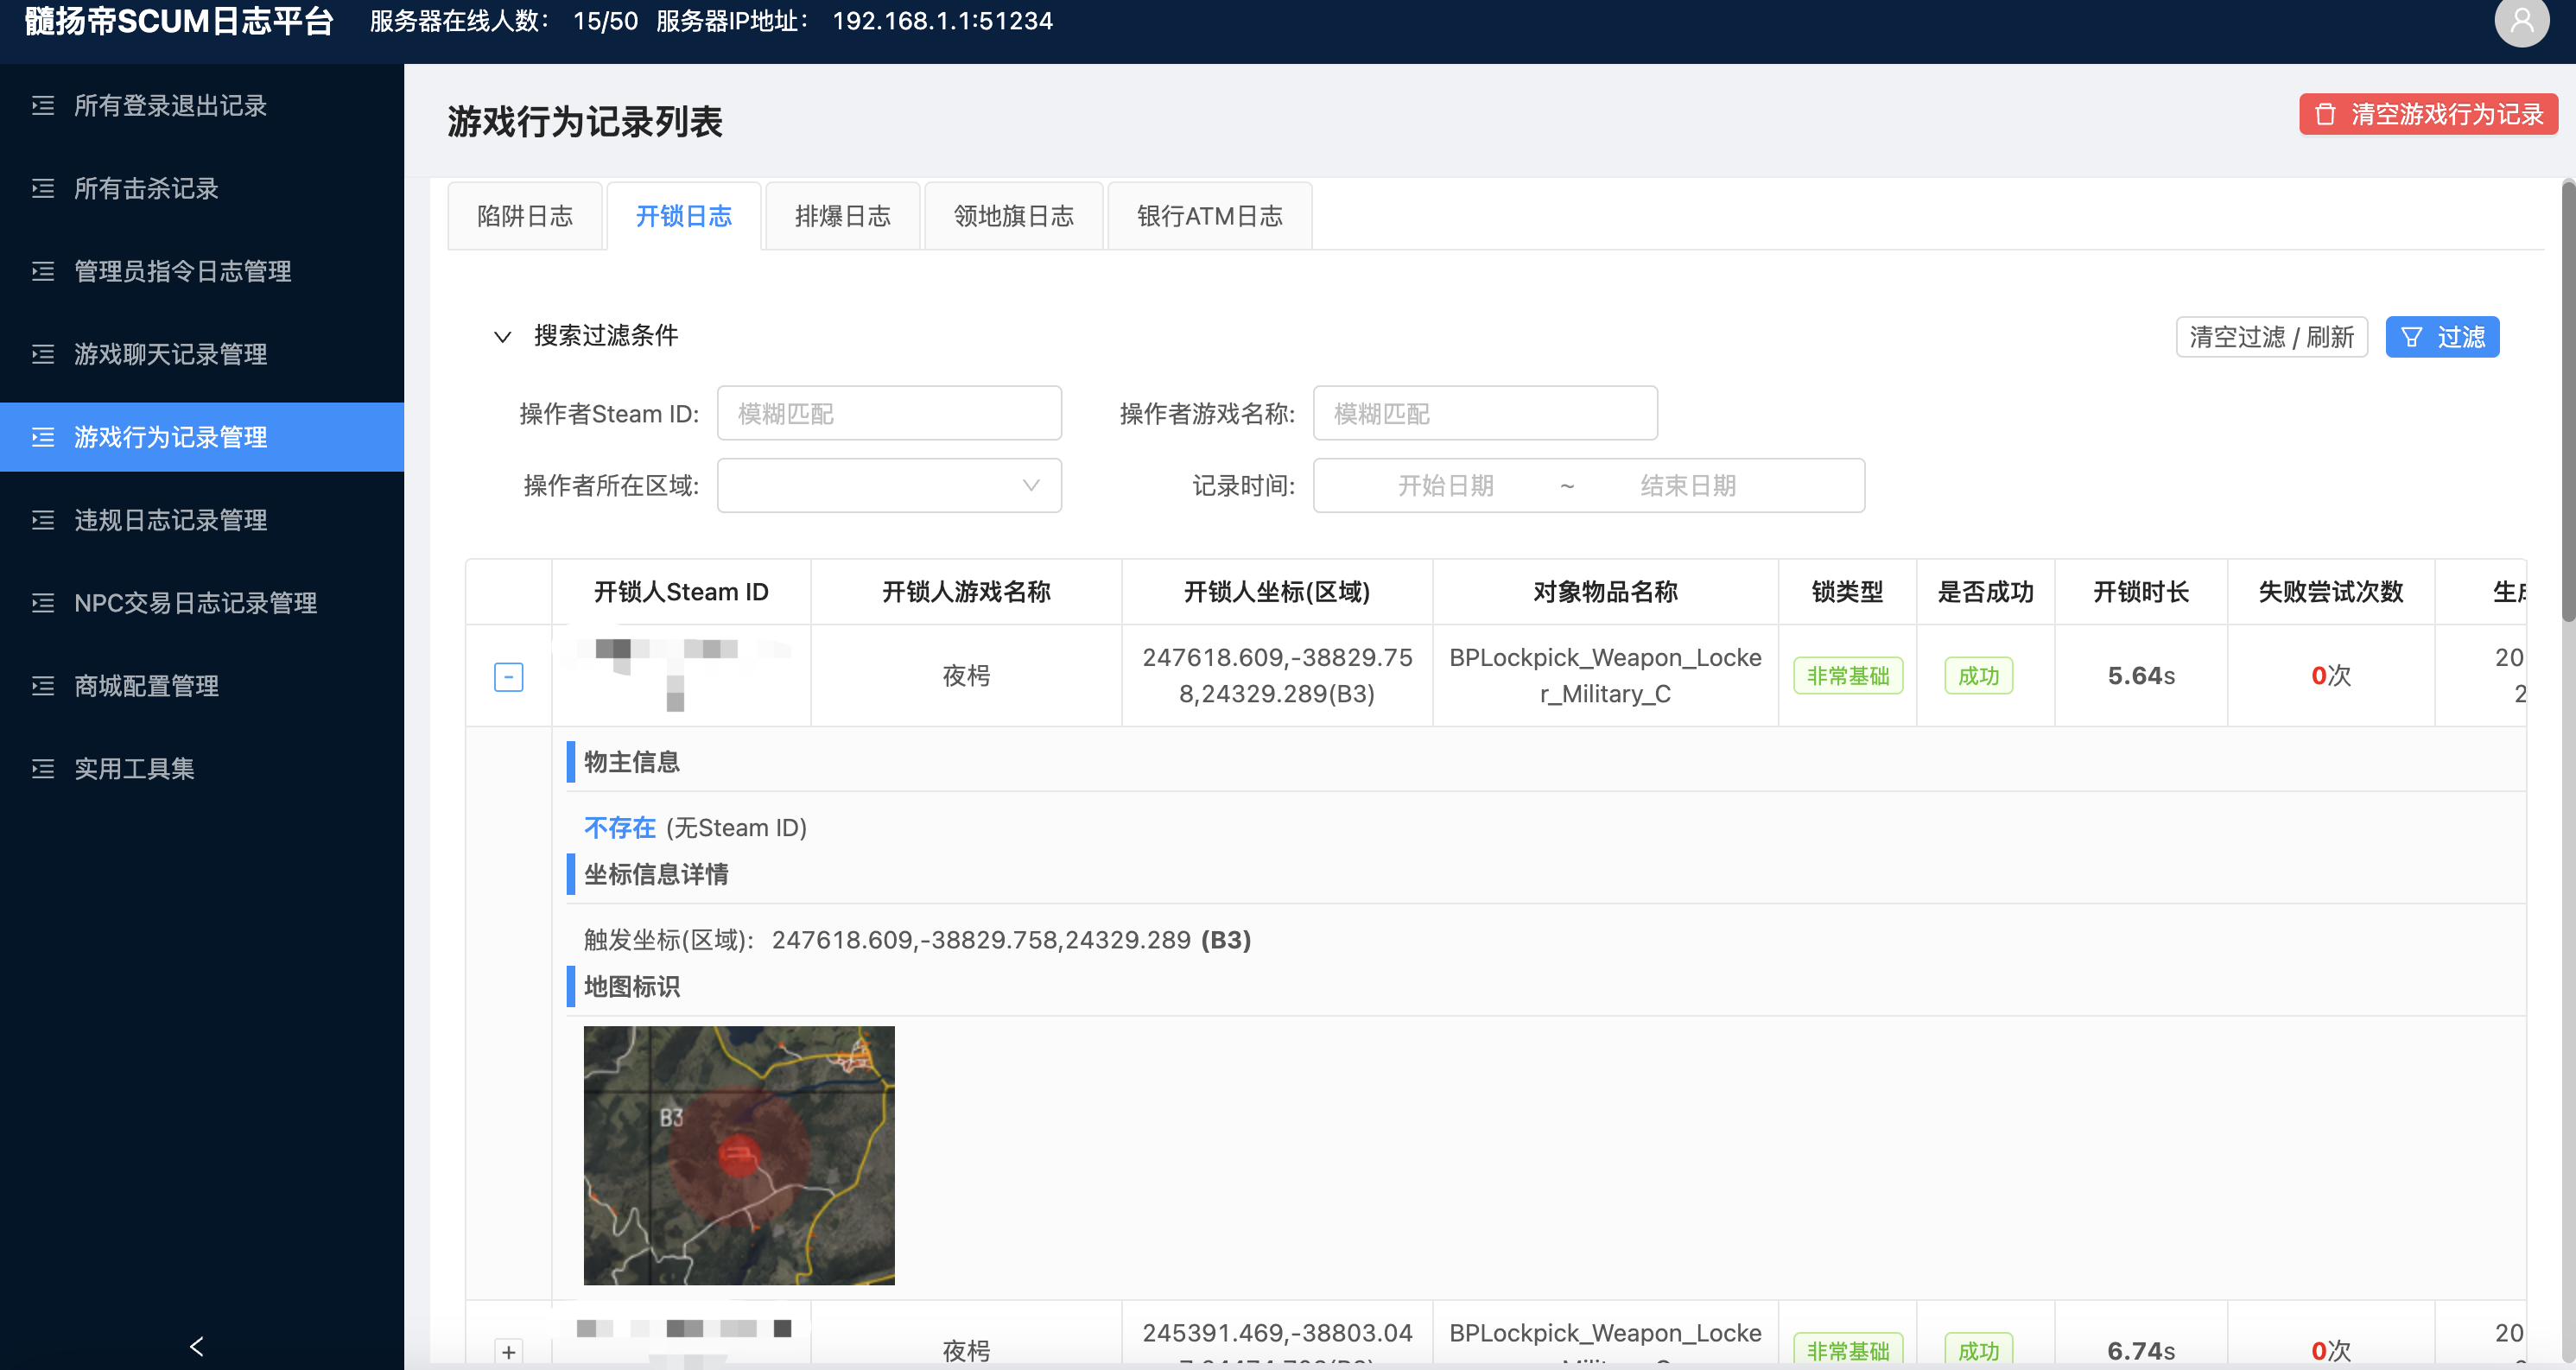 髓扬帝SCUM日志平台 服务器在线人数： 15/50 服务器IP地址： 192.168.1.1:51234
所有登录退出记录
所有击杀记录
管理员指令日志管理
游戏聊天记录管理
游戏行为记录管理
违规日志记录管理
NPC交易日志记录管理
商城配置管理
实用工具集
游戏行为记录列表
清空游戏行为记录
陷阱日志 开锁日志 排爆日志 领地旗日志 银行ATM日志
搜索过滤条件
清空过滤 / 刷新 过滤
操作者Steam ID: 模糊匹配 操作者游戏名称: 模糊匹配
操作者所在区域: 记录时间: 开始日期 ~ 结束日期
开锁人Steam ID 开锁人游戏名称 开锁人坐标(区域) 对象物品名称 锁类型 是否成功 开锁时长 失败尝试次数 生
夜枵
247618.609,-38829.75
8,24329.289(B3)
BPLockpick_Weapon_Locke
r_Military_C
非常基础 成功 5.64s 0次
20
2
物主信息
不存在 (无Steam ID)
坐标信息详情
触发坐标(区域): 247618.609,-38829.758,24329.289 (B3)
地图标识
B3
夜枵
245391.469,-38803.04
BPLockpick_Weapon_Locke
非常基础 成功 6.74s 0次
20